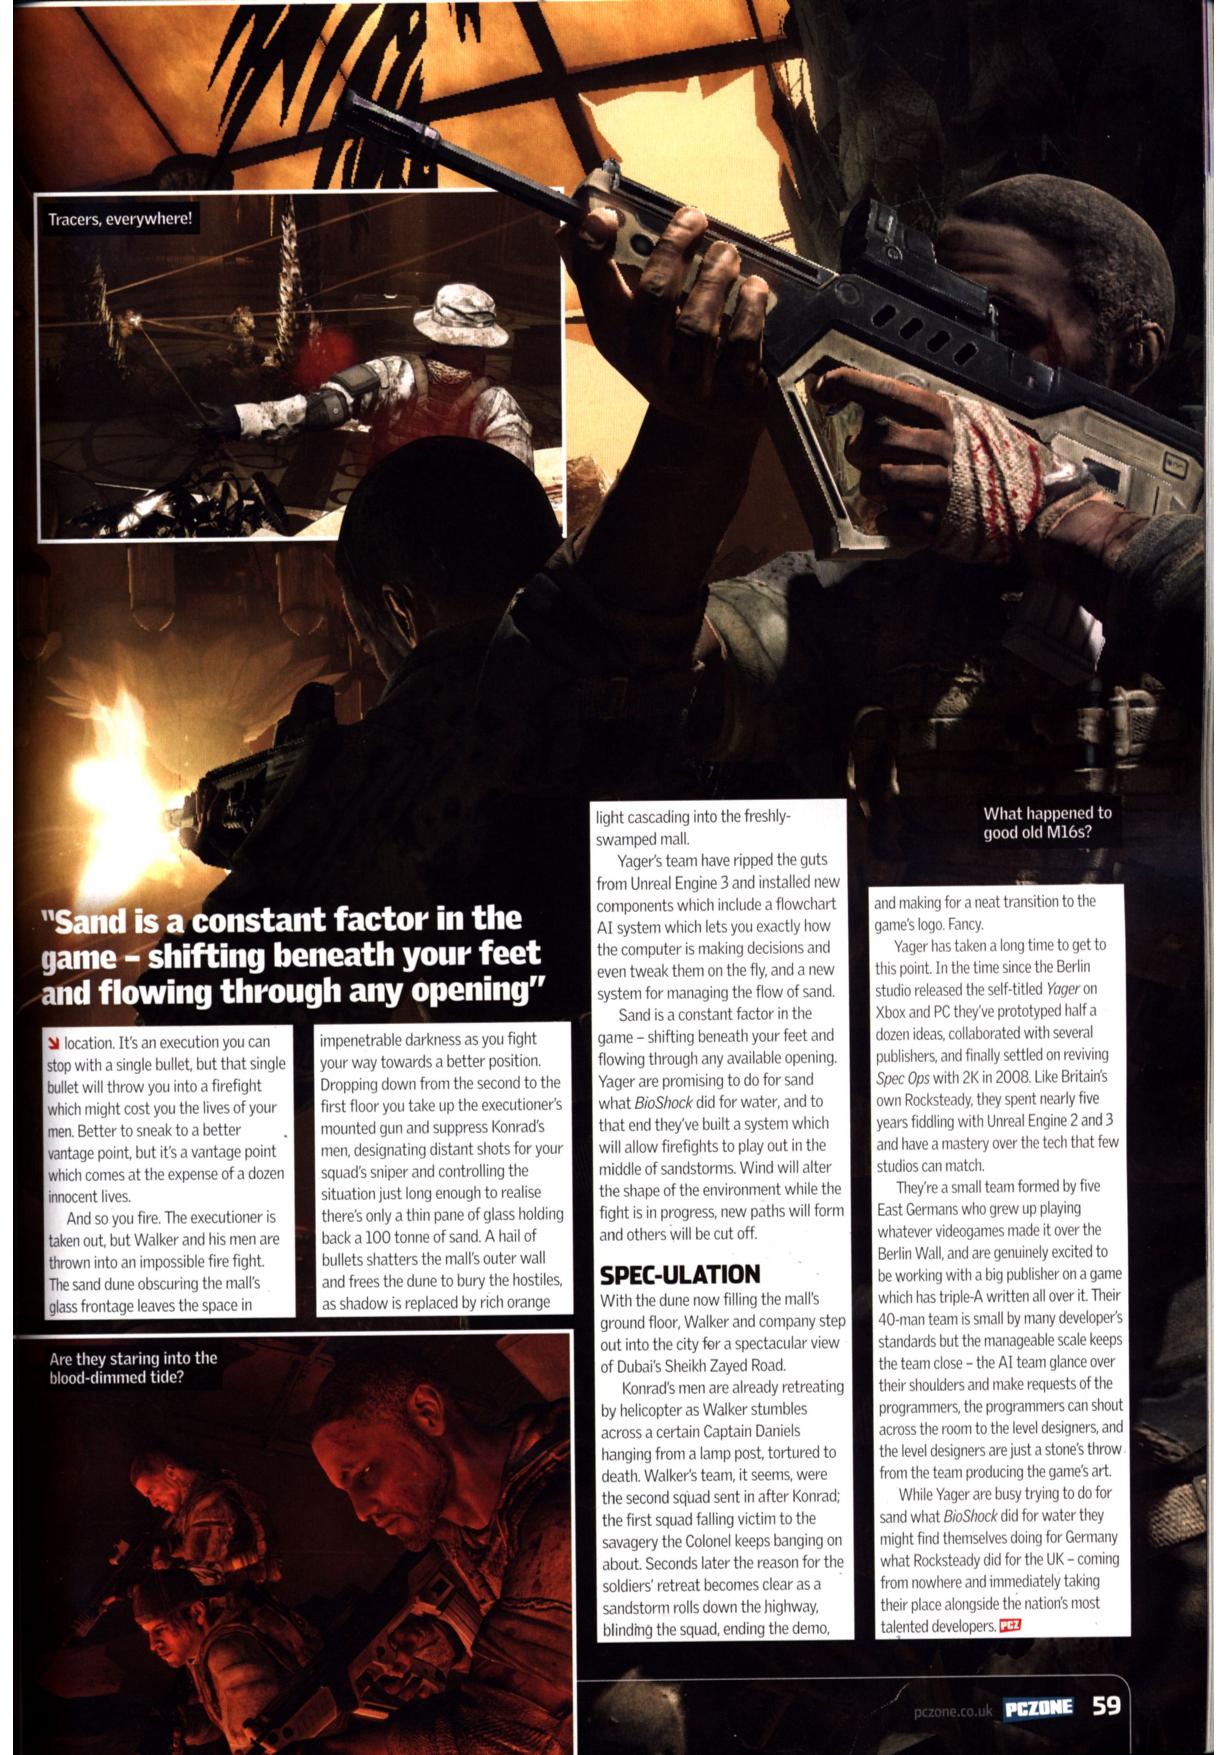 Tracers, everywhere!
"Sand is a constant factor in the
game – shifting beneath your feet
and flowing through any opening"
location. It's an execution you can
stop with a single bullet, but that single
bullet will throw you into a firefight
which might cost you the lives of your
men. Better to sneak to a better
vantage point, but it's a vantage point
which comes at the expense of a dozen
innocent lives.
And so you fire. The executioner is
taken out, but Walker and his men are
thrown into an impossible fire fight.
The sand dune obscuring the mall's
glass frontage leaves the space in
impenetrable darkness as you fight
your way towards a better position.
Dropping down from the second to the
first floor you take up the executioner's
mounted gun and suppress Konrad's
men, designating distant shots for your
squad's sniper and controlling the
situation just long enough to realise
there's only a thin pane of glass holding
back a 100 tonne of sand. A hail of
bullets shatters the mall's outer wall
and frees the dune to bury the hostiles,
as shadow is replaced by rich orange
Are they staring into the
blood-dimmed tide?
light cascading into the freshly-
swamped mall.
Yager's team have ripped the guts
from Unreal Engine 3 and installed new
components which include a flowchart
AI system which lets you exactly how
the computer is making decisions and
even tweak them on the fly, and a new
system for managing the flow of sand.
Sand is a constant factor in the
game – shifting beneath your feet and
flowing through any available opening.
Yager are promising to do for sand
what BioShock did for water, and to
that end they've built a system which
will allow firefights to play out in the
middle of sandstorms. Wind will alter
the shape of the environment while the
fight is in progress, new paths will form
and others will be cut off.
SPEC-ULATION
With the dune now filling the mall's
ground floor, Walker and company step
out into the city for a spectacular view
of Dubai's Sheikh Zayed Road.
Konrad's men are already retreating
by helicopter as Walker stumbles
across a certain Captain Daniels
hanging from a lamp post, tortured to
death. Walker's team, it seems, were
the second squad sent in after Konrad;
the first squad falling victim to the
savagery the Colonel keeps banging on
about. Seconds later the reason for the
soldiers' retreat becomes clear as a
sandstorm rolls down the highway,
blinding the squad, ending the demo,
What happened to
good old M16s?
and making for a neat transition to the
game's logo. Fancy.
Yager has taken a long time to get to
this point. In the time since the Berlin
studio released the self-titled Yager on
Xbox and PC they've prototyped half a
dozen ideas, collaborated with several
publishers, and finally settled on reviving
Spec Ops with 2K in 2008. Like Britain's
own Rocksteady, they spent nearly five
years fiddling with Unreal Engine 2 and 3
and have a mastery over the tech that few
studios can match.
They're a small team formed by five
East Germans who grew up playing
whatever videogames made it over the
Berlin Wall, and are genuinely excited to
be working with a big publisher on a game
which has triple-A written all over it. Their
40-man team is small by many developer's
standards but the manageable scale keeps
the team close – the AI team glance over
their shoulders and make requests of the
programmers, the programmers can shout
across the room to the level designers, and
the level designers are just a stone's throw
from the team producing the game's art.
While Yager are busy trying to do for
sand what BioShock did for water they
might find themselves doing for Germany
what Rocksteady did for the UK – coming
from nowhere and immediately taking
their place alongside the nation's most
talented developers. PCZ
pczone.co.uk PCZONE 59